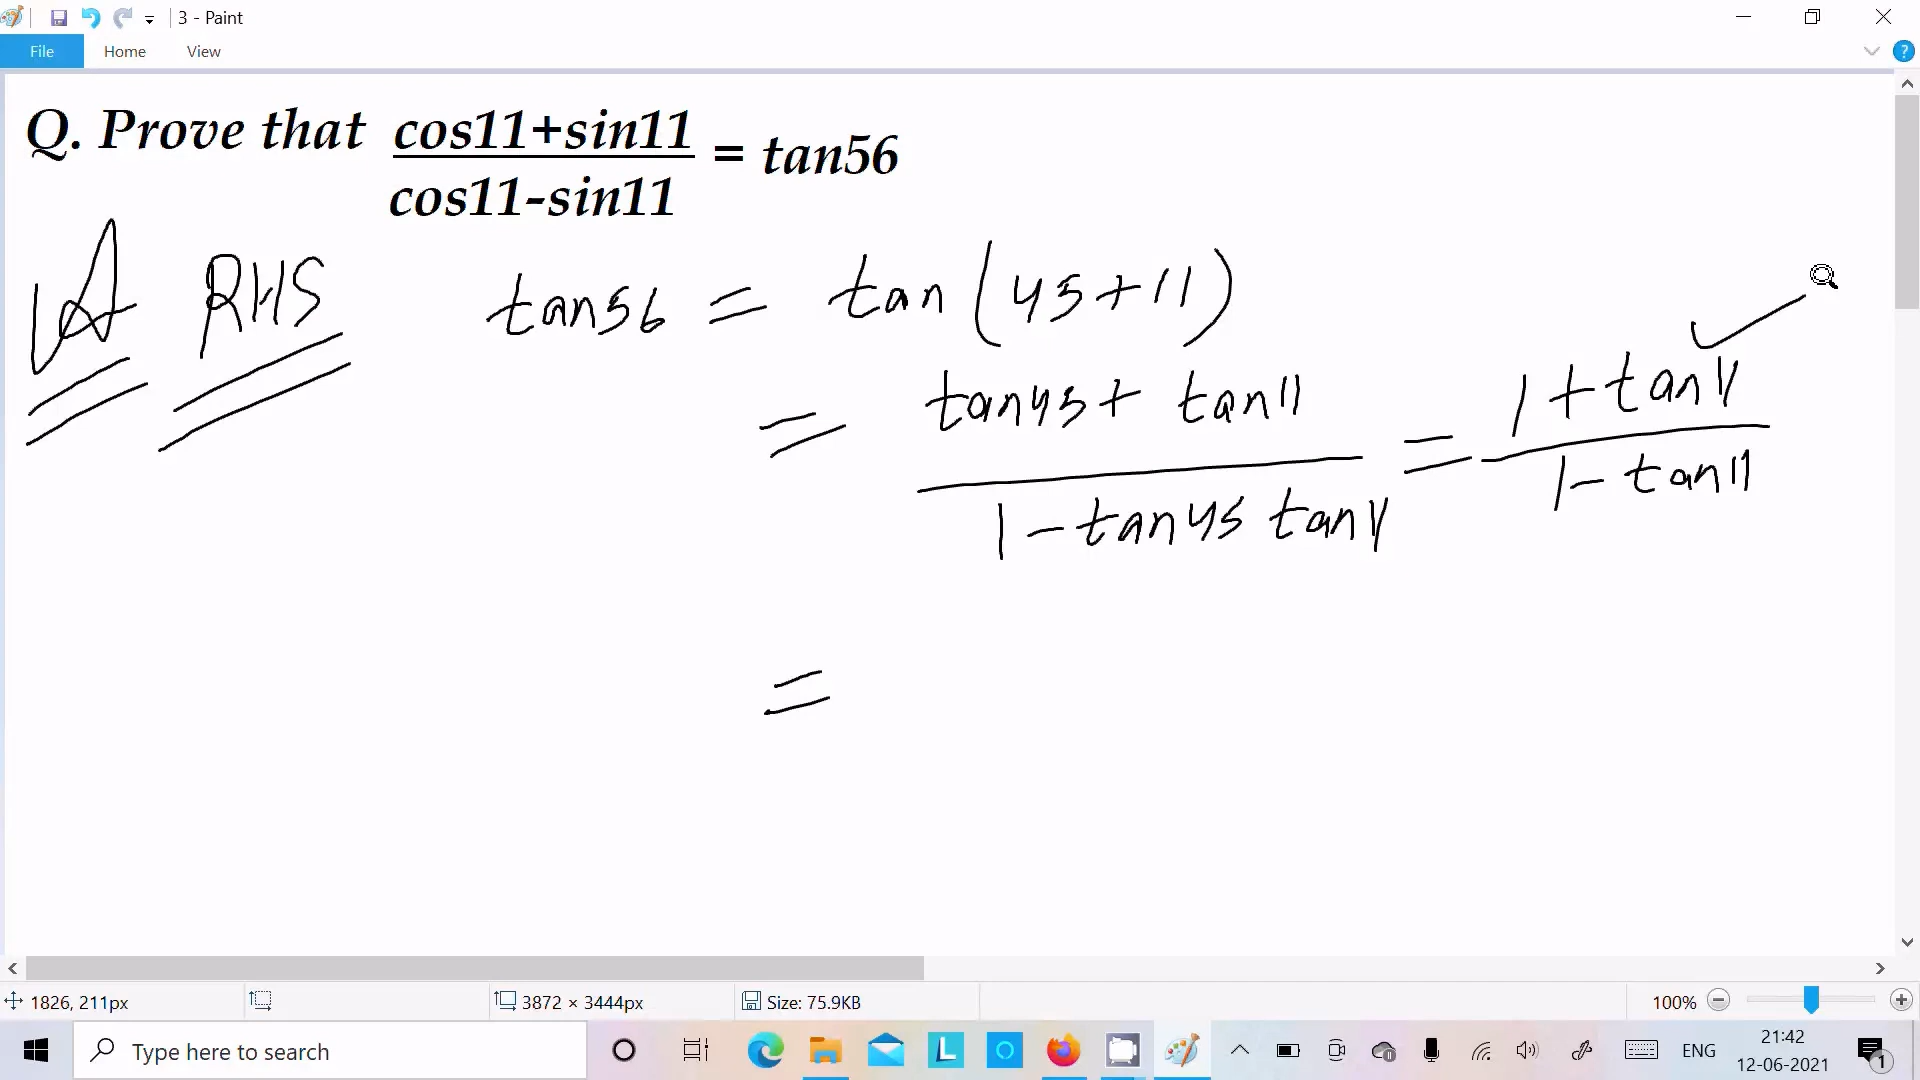 3 - Paint
File Home View
Q. Prove that cos11+sin11 = tan56
cos11-sin11
RHS tan56 = tan (45+11)
= tan45 + tan11 = 1 + tan11
1 - tan45 tan11 1 - tan11
=
1826, 211px 3872 × 3444px Size: 75.9KB 100%
Type here to search ENG 21:42
12-06-2021
1